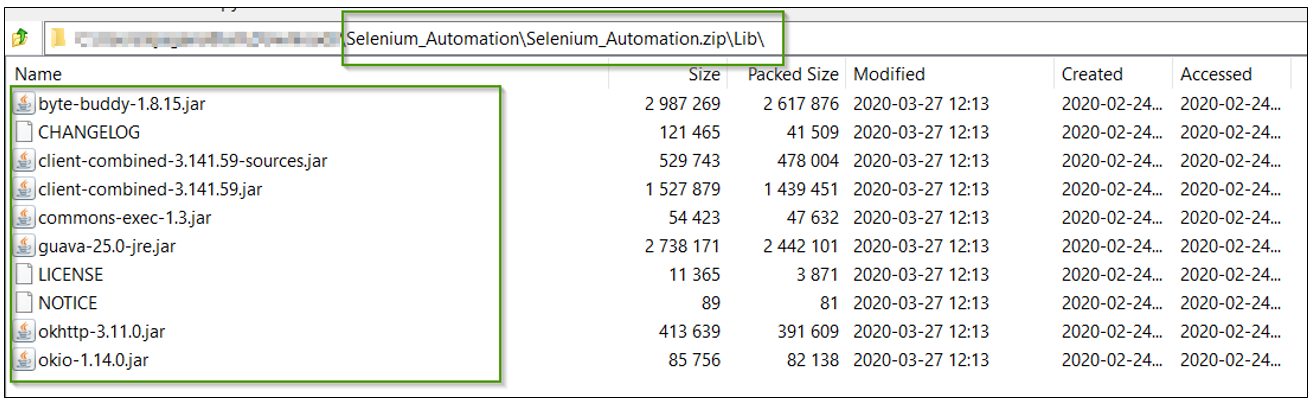 \Selenium_Automation\Selenium_Automation.zip\Lib\
Name Size Packed Size Modified Created Accessed
byte-buddy-1.8.15.jar 2 987 269 2 617 876 2020-03-27 12:13 2020-02-24... 2020-02-24...
CHANGELOG 121 465 41 509 2020-03-27 12:13 2020-02-24... 2020-02-24...
client-combined-3.141.59-sources.jar 529 743 478 004 2020-03-27 12:13 2020-02-24... 2020-02-24...
client-combined-3.141.59.jar 1 527 879 1 439 451 2020-03-27 12:13 2020-02-24... 2020-02-24...
commons-exec-1.3.jar 54 423 47 632 2020-03-27 12:13 2020-02-24... 2020-02-24...
guava-25.0-jre.jar 2 738 171 2 442 101 2020-03-27 12:13 2020-02-24... 2020-02-24...
LICENSE 11 365 3 871 2020-03-27 12:13 2020-02-24... 2020-02-24...
NOTICE 89 81 2020-03-27 12:13 2020-02-24... 2020-02-24...
okhttp-3.11.0.jar 413 639 391 609 2020-03-27 12:13 2020-02-24... 2020-02-24...
okio-1.14.0.jar 85 756 82 138 2020-03-27 12:13 2020-02-24... 2020-02-24...